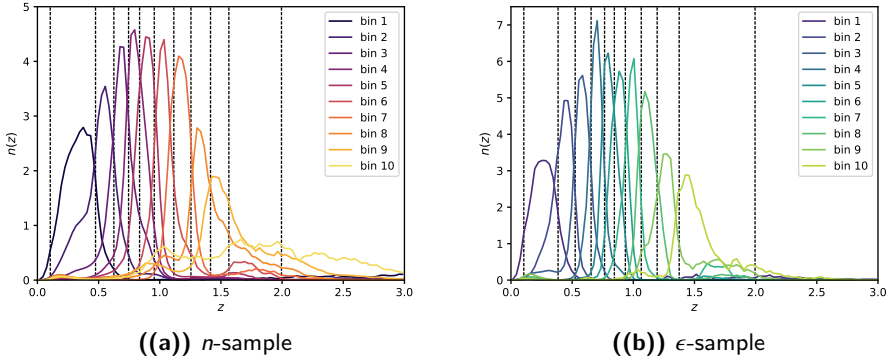 5
4
3
2
1
0
n(z)
0.0 0.5 1.0 1.5 2.0 2.5 3.0
z
bin 1
bin 2
bin 3
bin 4
bin 5
bin 6
bin 7
bin 8
bin 9
bin 10
((a)) n-sample
7
6
5
4
3
2
1
0
n(z)
0.0 0.5 1.0 1.5 2.0 2.5 3.0
z
bin 1
bin 2
bin 3
bin 4
bin 5
bin 6
bin 7
bin 8
bin 9
bin 10
((b)) ϵ-sample